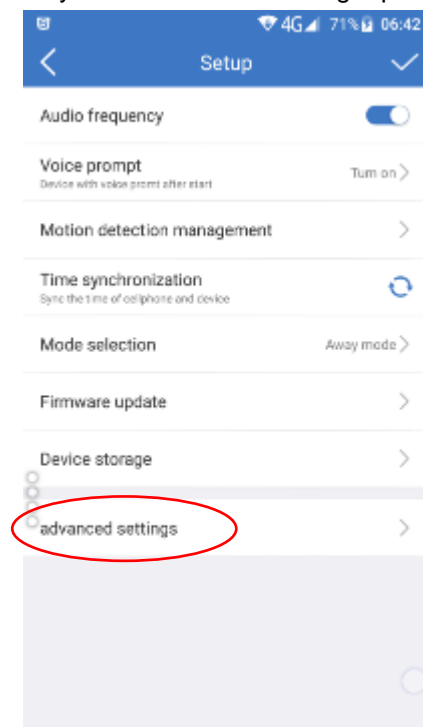 4G 71% 06:42
Setup
Audio frequency
Voice prompt
Turn on
Device with voice promt after start
Motion detection management
Time synchronization
Sync the time of cellphone and device
Mode selection
Away mode
Firmware update
Device storage
advanced settings